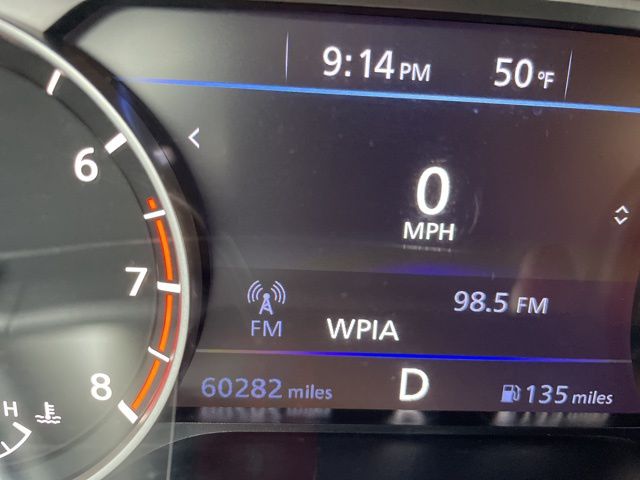 9:14 PM 50°F
<
0
MPH
6
7
8
H
98.5 FM
FM WPIA
60282 miles D 135 miles